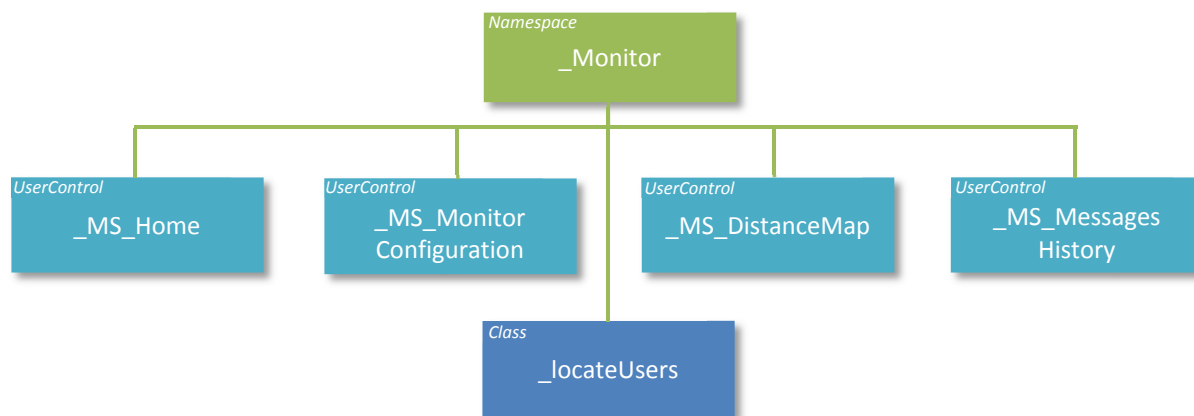 Namespace
_Monitor
UserControl
_MS_Home
UserControl
_MS_Monitor
Configuration
UserControl
_MS_DistanceMap
UserControl
_MS_Messages
History
Class
_locateUsers